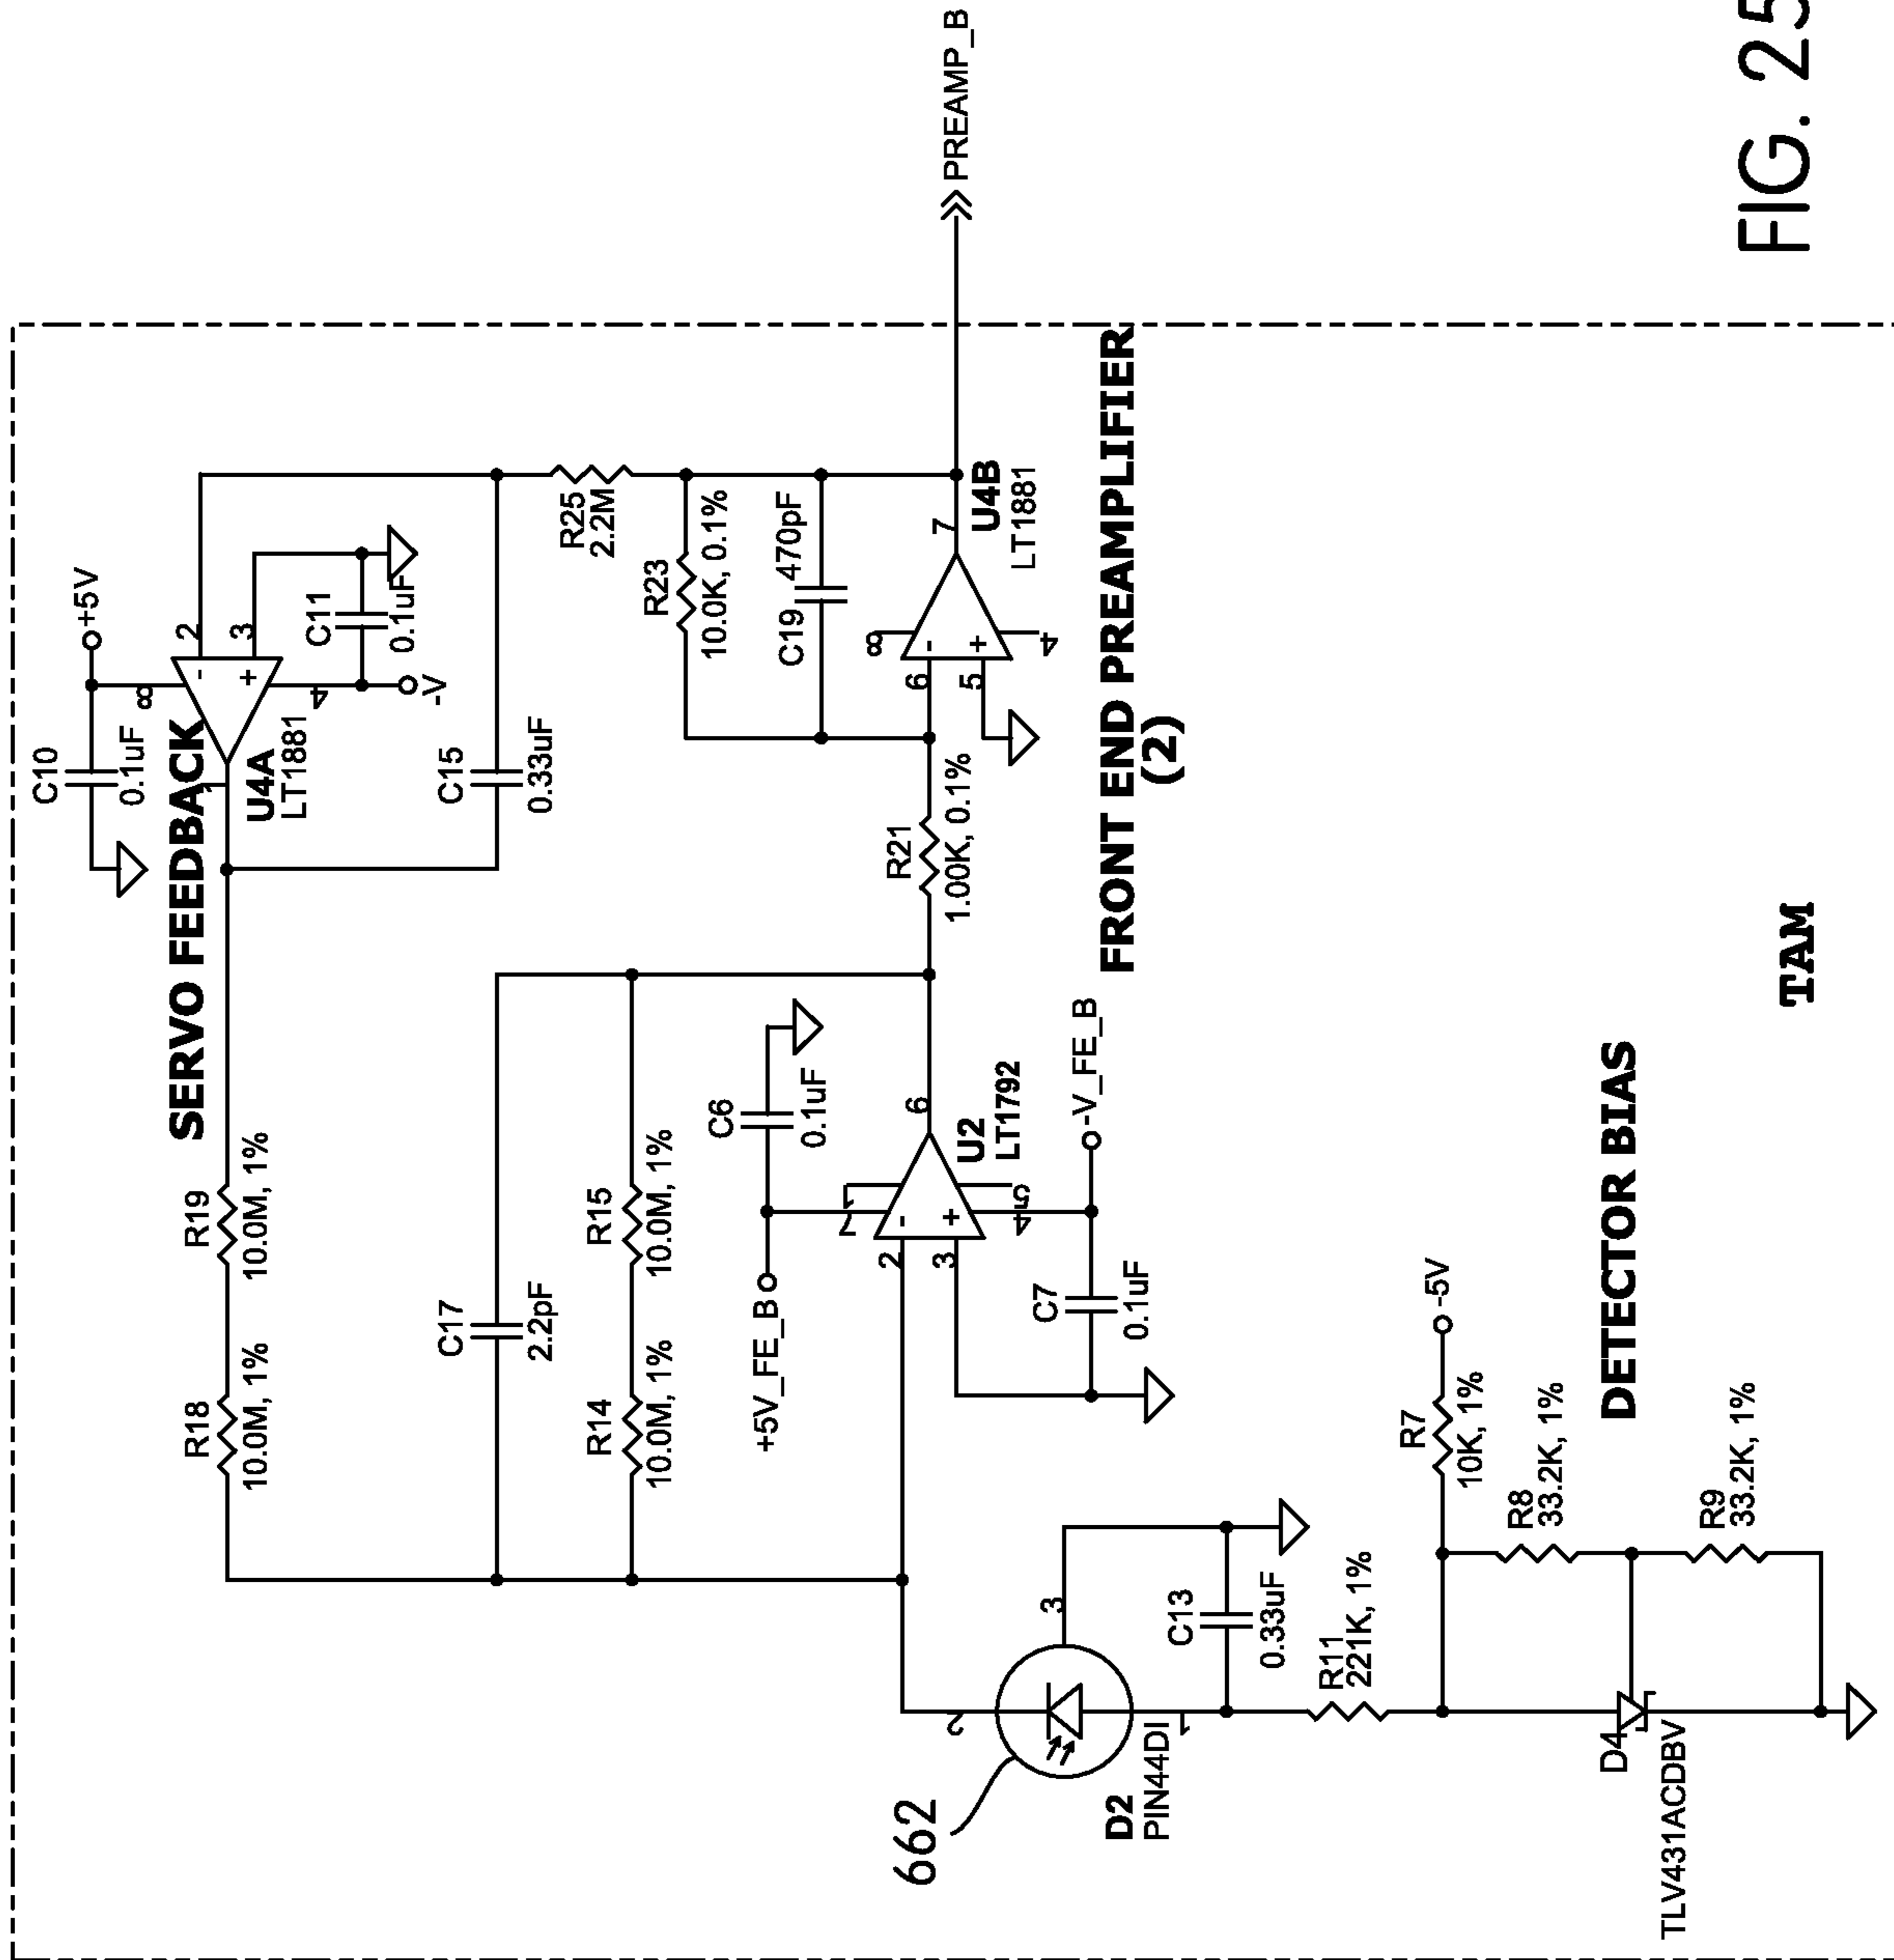 C10
0.1uF
+5V
8
2
3
4
-V
C11
0.1uF
SERVO FEEDBACK
1
U4A
LT1881
R18
10.0M, 1%
R19
10.0M, 1%
C15
0.33uF
R25
2.2M
C17
2.2pF
R14
10.0M, 1%
R15
10.0M, 1%
R23
10.0K, 0.1%
C19
470pF
+5V_FE_B
C6
0.1uF
7
1
2
3
6
5
4
U2
LT1792
R21
1.00K, 0.1%
8
6
5
7
4
U4B
LT1881
PREAMP_B
C7
0.1uF
-V_FE_B
FRONT END PREAMPLIFIER
(2)
662
2
3
1
D2
PIN44DI
C13
0.33uF
R11
221K, 1%
R7
10K, 1%
-5V
R8
33.2K, 1%
R9
33.2K, 1%
D4
TLV431ACDBV
DETECTOR BIAS
TAM
FIG. 25